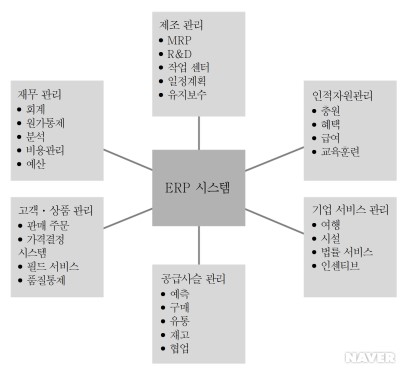 제조 관리
• MRP
• R&D
• 작업 센터
• 일정계획
• 유지보수
재무 관리
• 회계
• 원가통제
• 분석
• 비용관리
• 예산
인적자원관리
• 충원
• 혜택
• 급여
• 교육훈련
ERP 시스템
고객·상품 관리
• 판매 주문
• 가격결정
시스템
• 필드 서비스
• 품질통제
기업 서비스 관리
• 여행
• 시설
• 법률 서비스
• 인센티브
공급사슬 관리
• 예측
• 구매
• 유통
• 재고
• 협업
NAVER